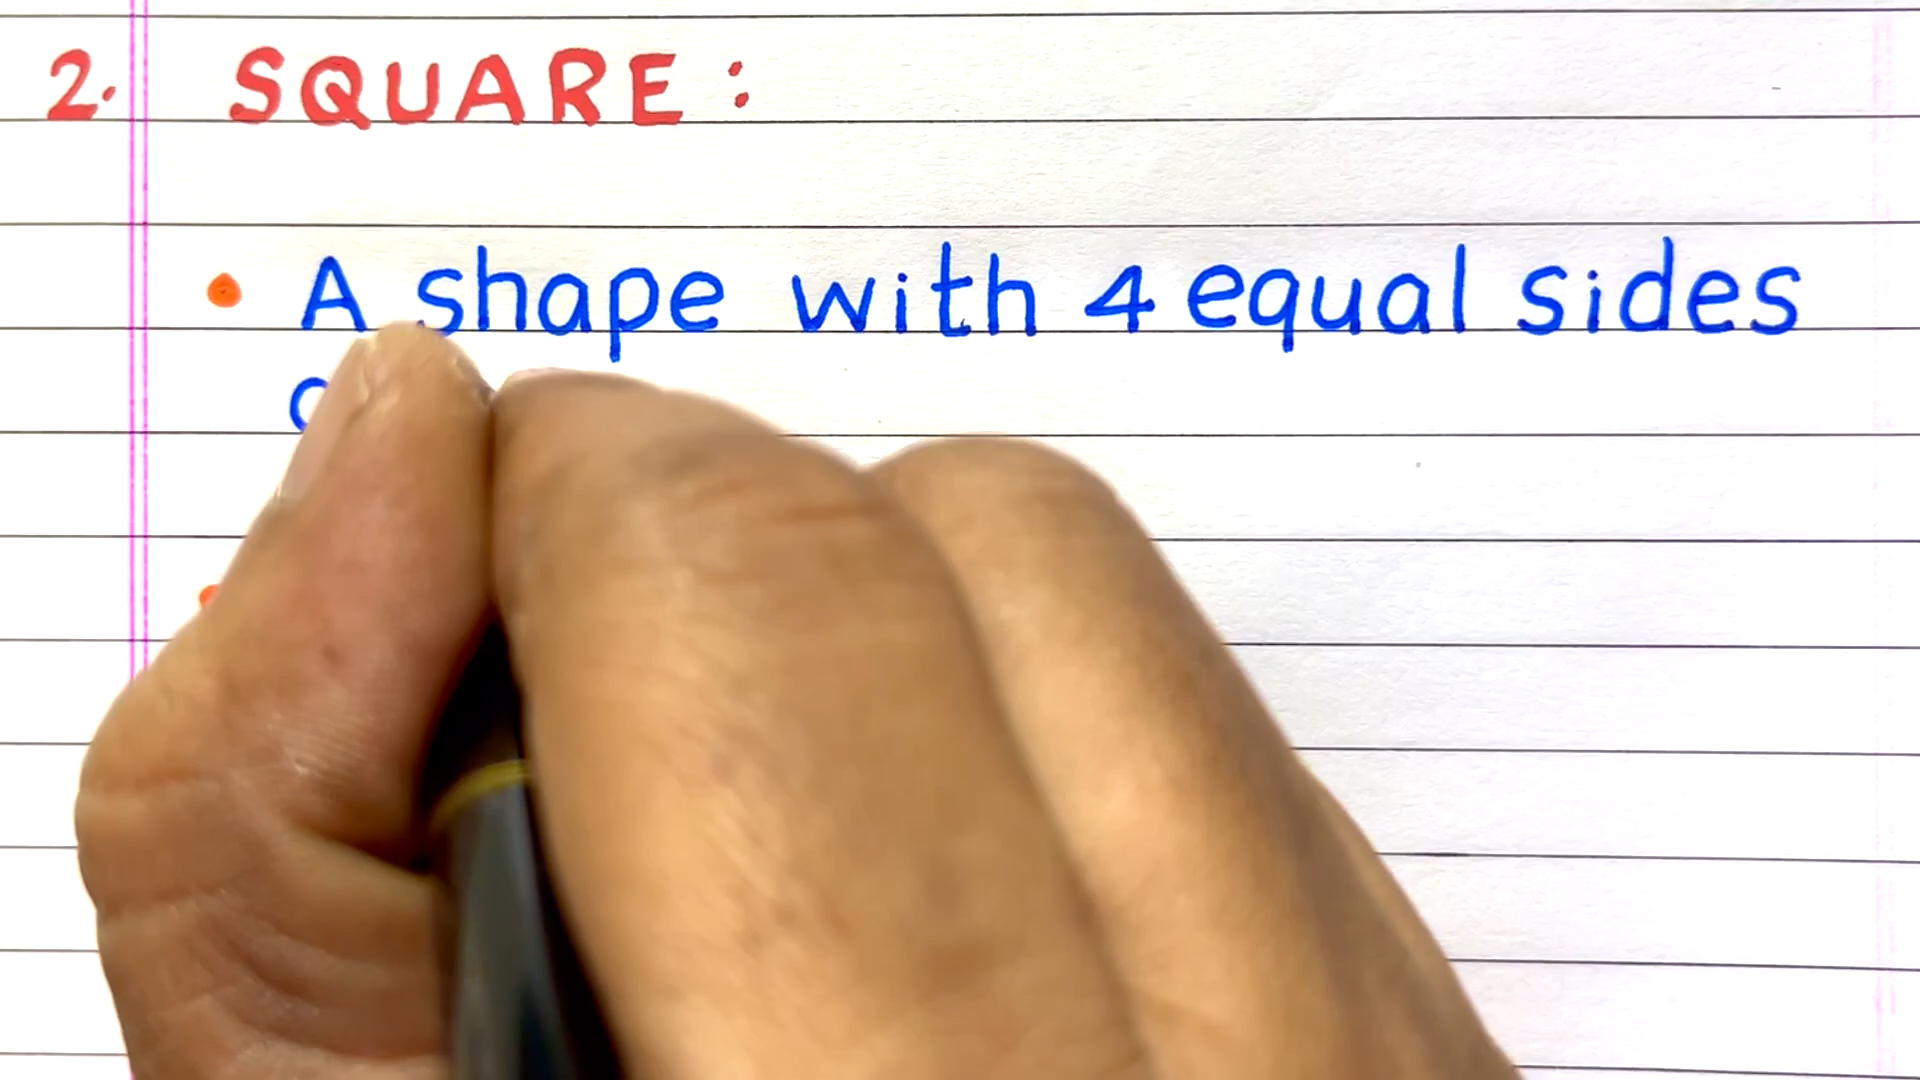 2. SQUARE :
• A shape with 4 equal sides